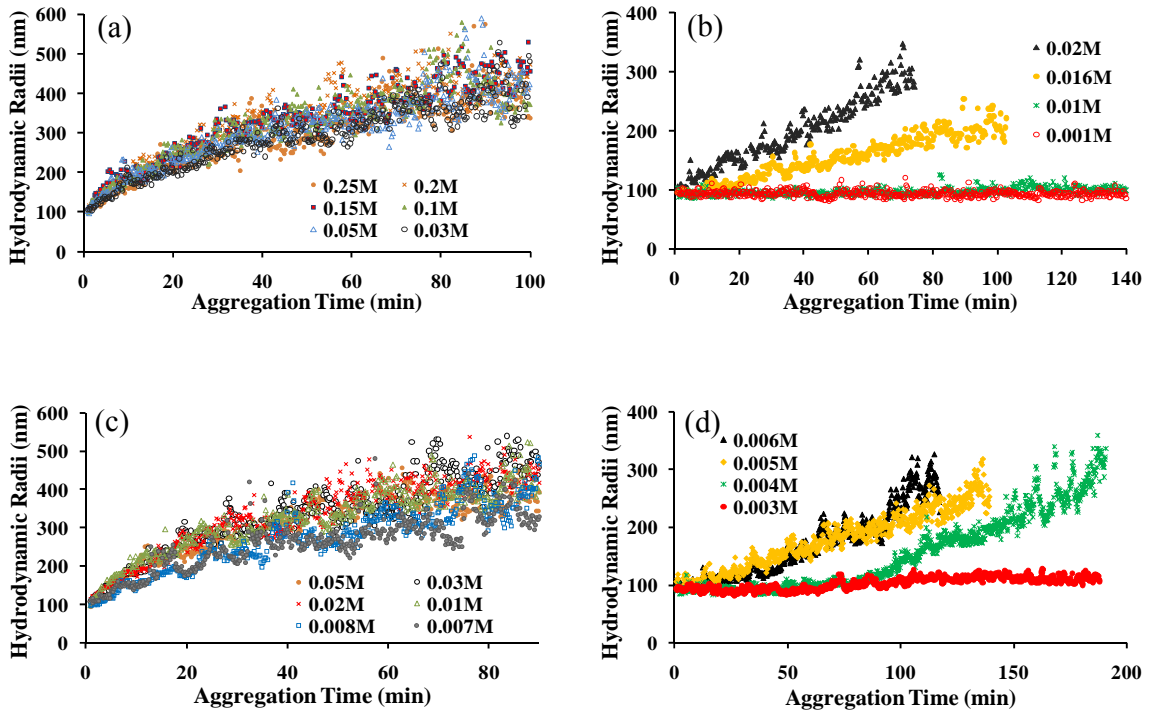 (a)
Hydrodynamic Radii (nm)
600
500
400
300
200
100
0
0.25M 0.2M
0.15M 0.1M
0.05M 0.03M
0 20 40 60 80 100
Aggregation Time (min)
(b)
Hydrodynamic Radii (nm)
400
300
200
100
0
0.02M
0.016M
0.01M
0.001M
0 20 40 60 80 100 120 140
Aggregation Time (min)
(c)
Hydrodynamic Radii (nm)
600
500
400
300
200
100
0
0.05M 0.03M
0.02M 0.01M
0.008M 0.007M
0 20 40 60 80
Aggregation Time (min)
(d)
Hydrodynamic Radii (nm)
400
300
200
100
0
0.006M
0.005M
0.004M
0.003M
0 50 100 150 200
Aggregation Time (min)